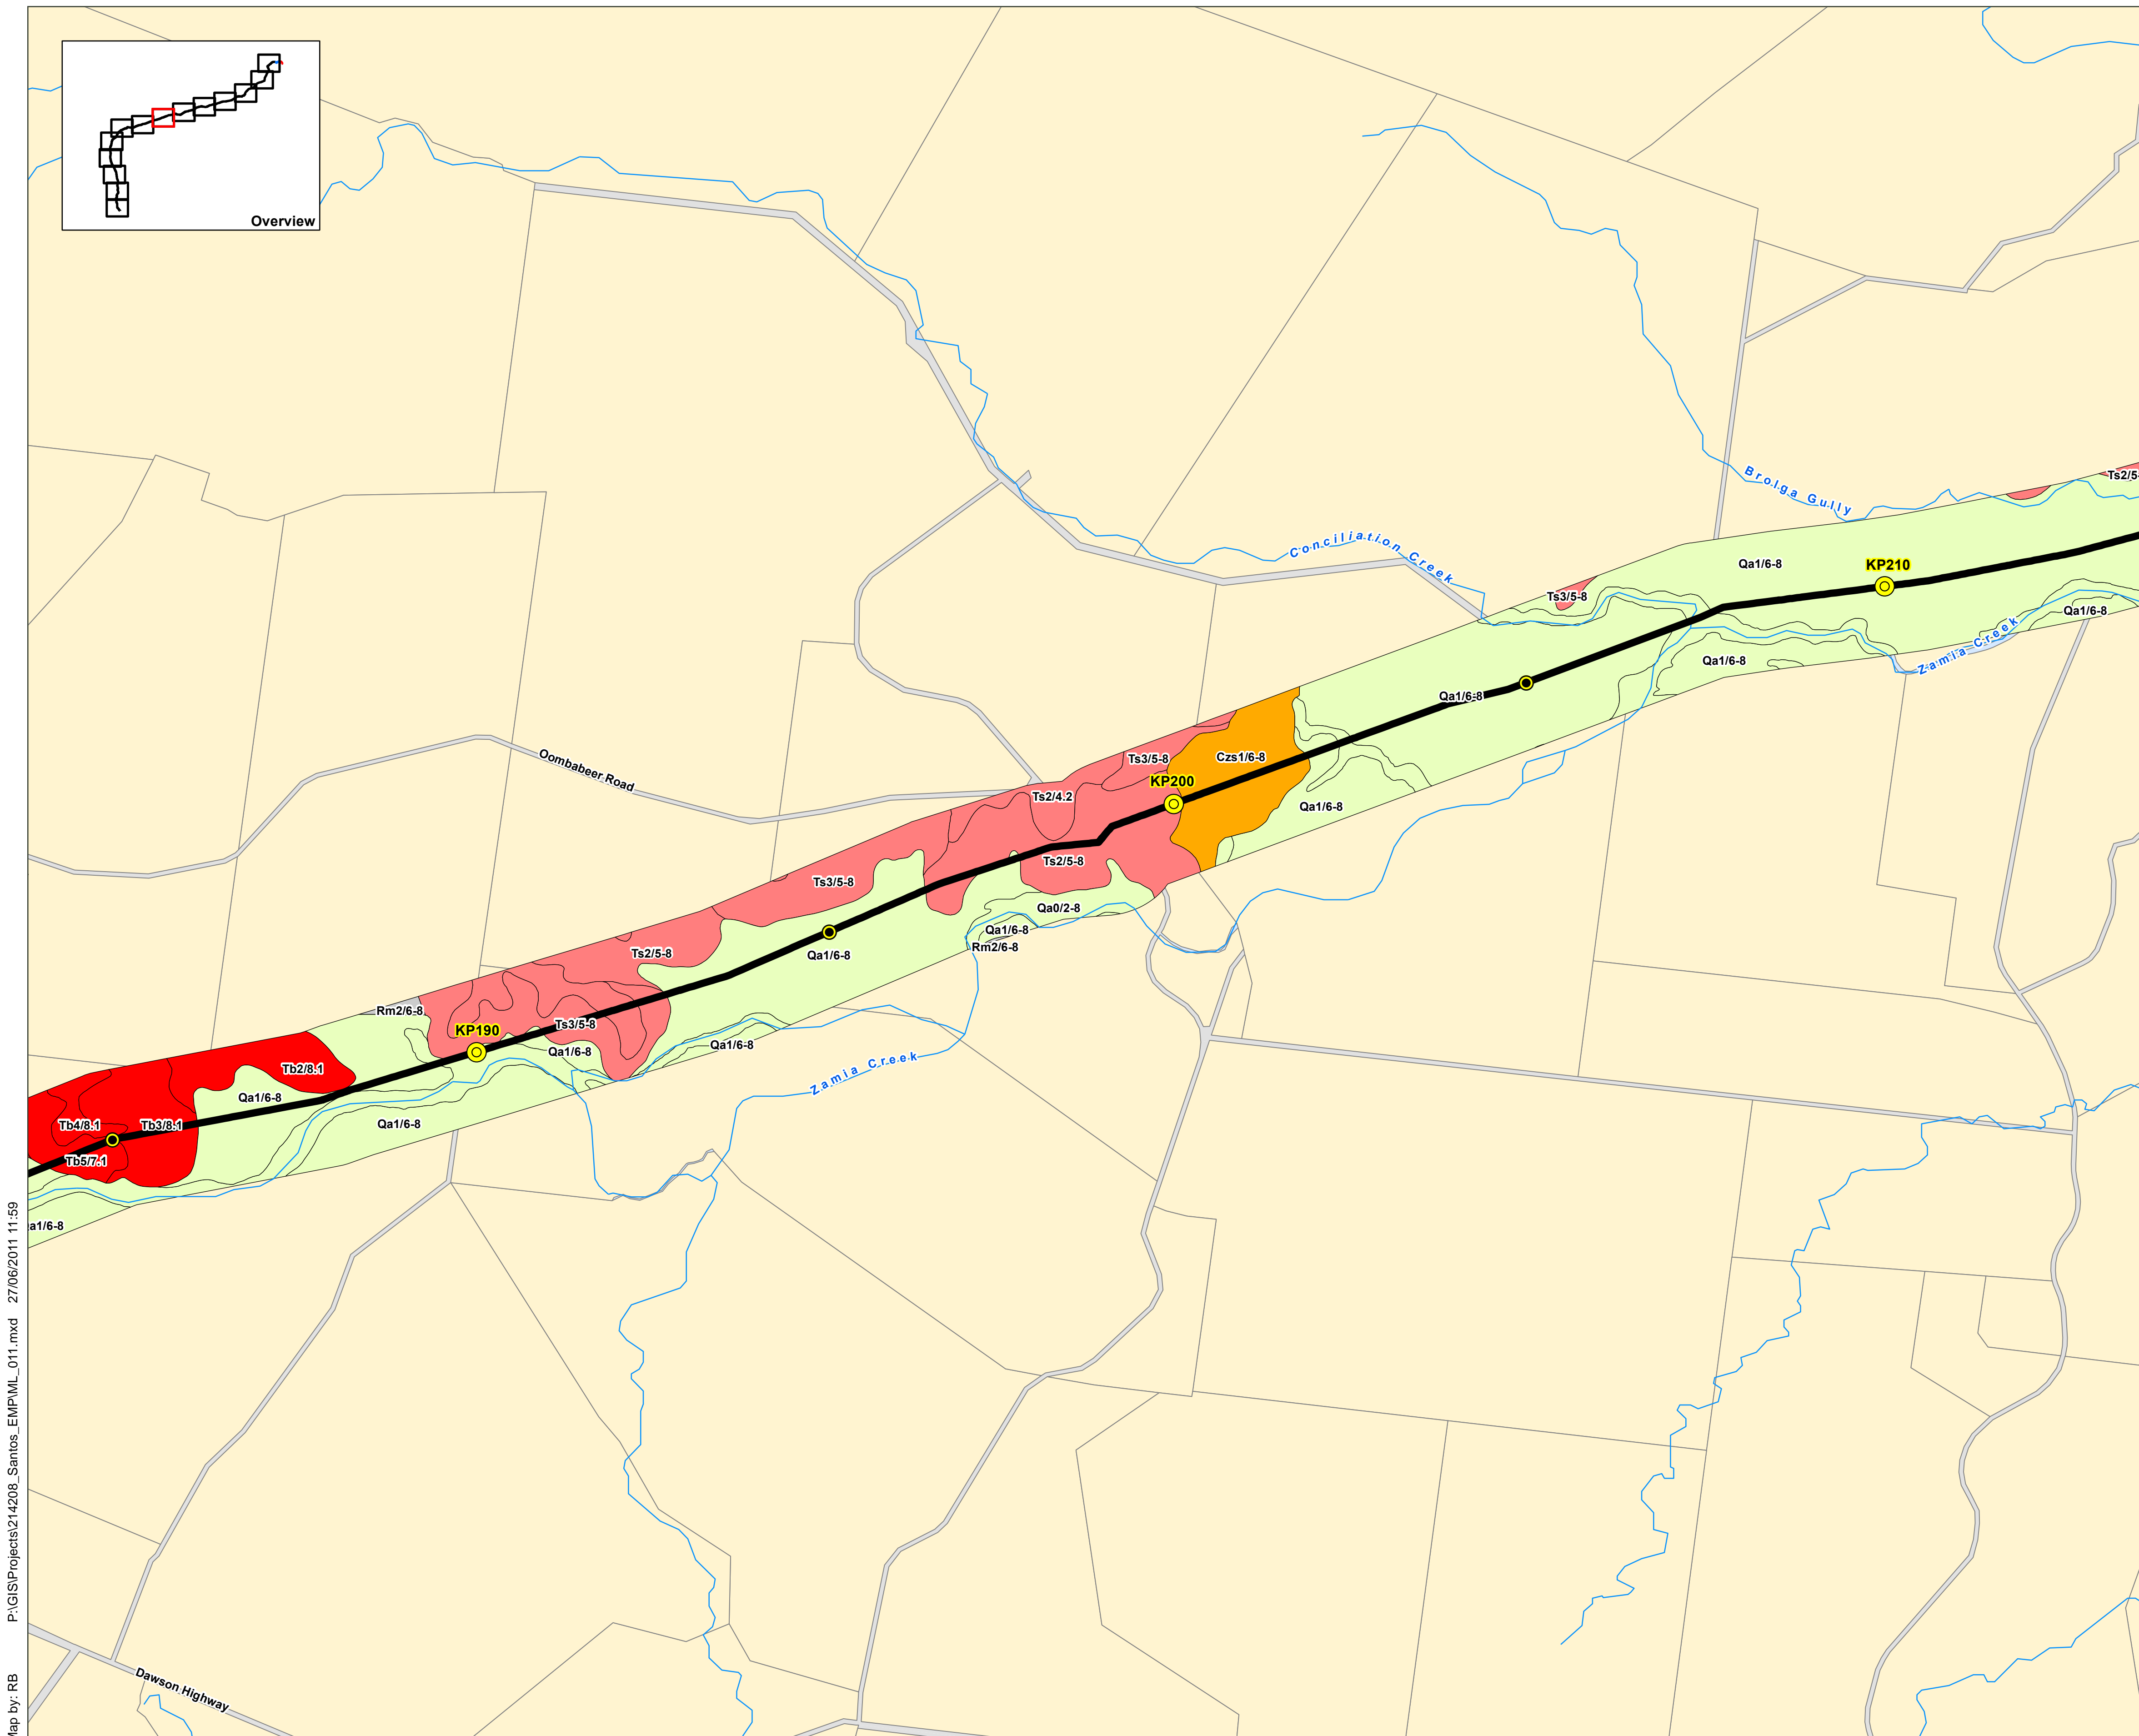 Overview
Brolga Gully
Conciliation Creek
Ts2/5-
Qa1/6-8
KP210
Ts3/5-8
Qa1/6-8
Zamia Creek
Qa1/6-8
Qa1/6-8
Oombabeer Road
Ts3/5-8
Czs1/6-8
KP200
Ts2/4.2
Qa1/6-8
Ts2/5-8
Ts3/5-8
Qa0/2-8
Qa1/6-8
Rm2/6-8
Ts2/5-8
Qa1/6-8
Rm2/6-8
KP190
Ts3/5-8
Qa1/6-8
Qa1/6-8
Zamia Creek
Tb2/8.1
Qa1/6-8
Tb4/8.1
Tb3/8.1
Qa1/6-8
Tb5/7.1
a1/6-8
Dawson Highway
Map by: RB P:\GIS\Projects\214208_Santos_EMP\ML_011.mxd 27/06/2011 11:59